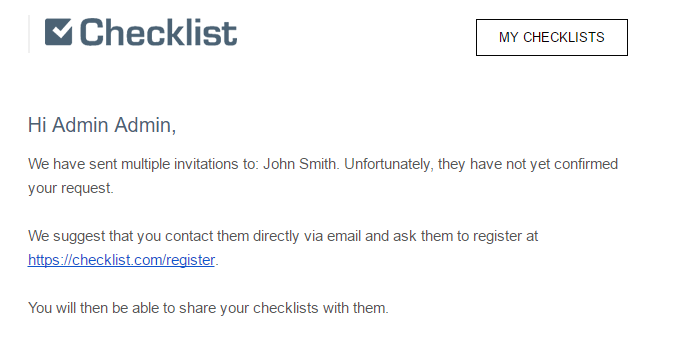 Checklist
MY CHECKLISTS
Hi Admin Admin,
We have sent multiple invitations to: John Smith. Unfortunately, they have not yet confirmed
your request.
We suggest that you contact them directly via email and ask them to register at
https://checklist.com/register.
You will then be able to share your checklists with them.